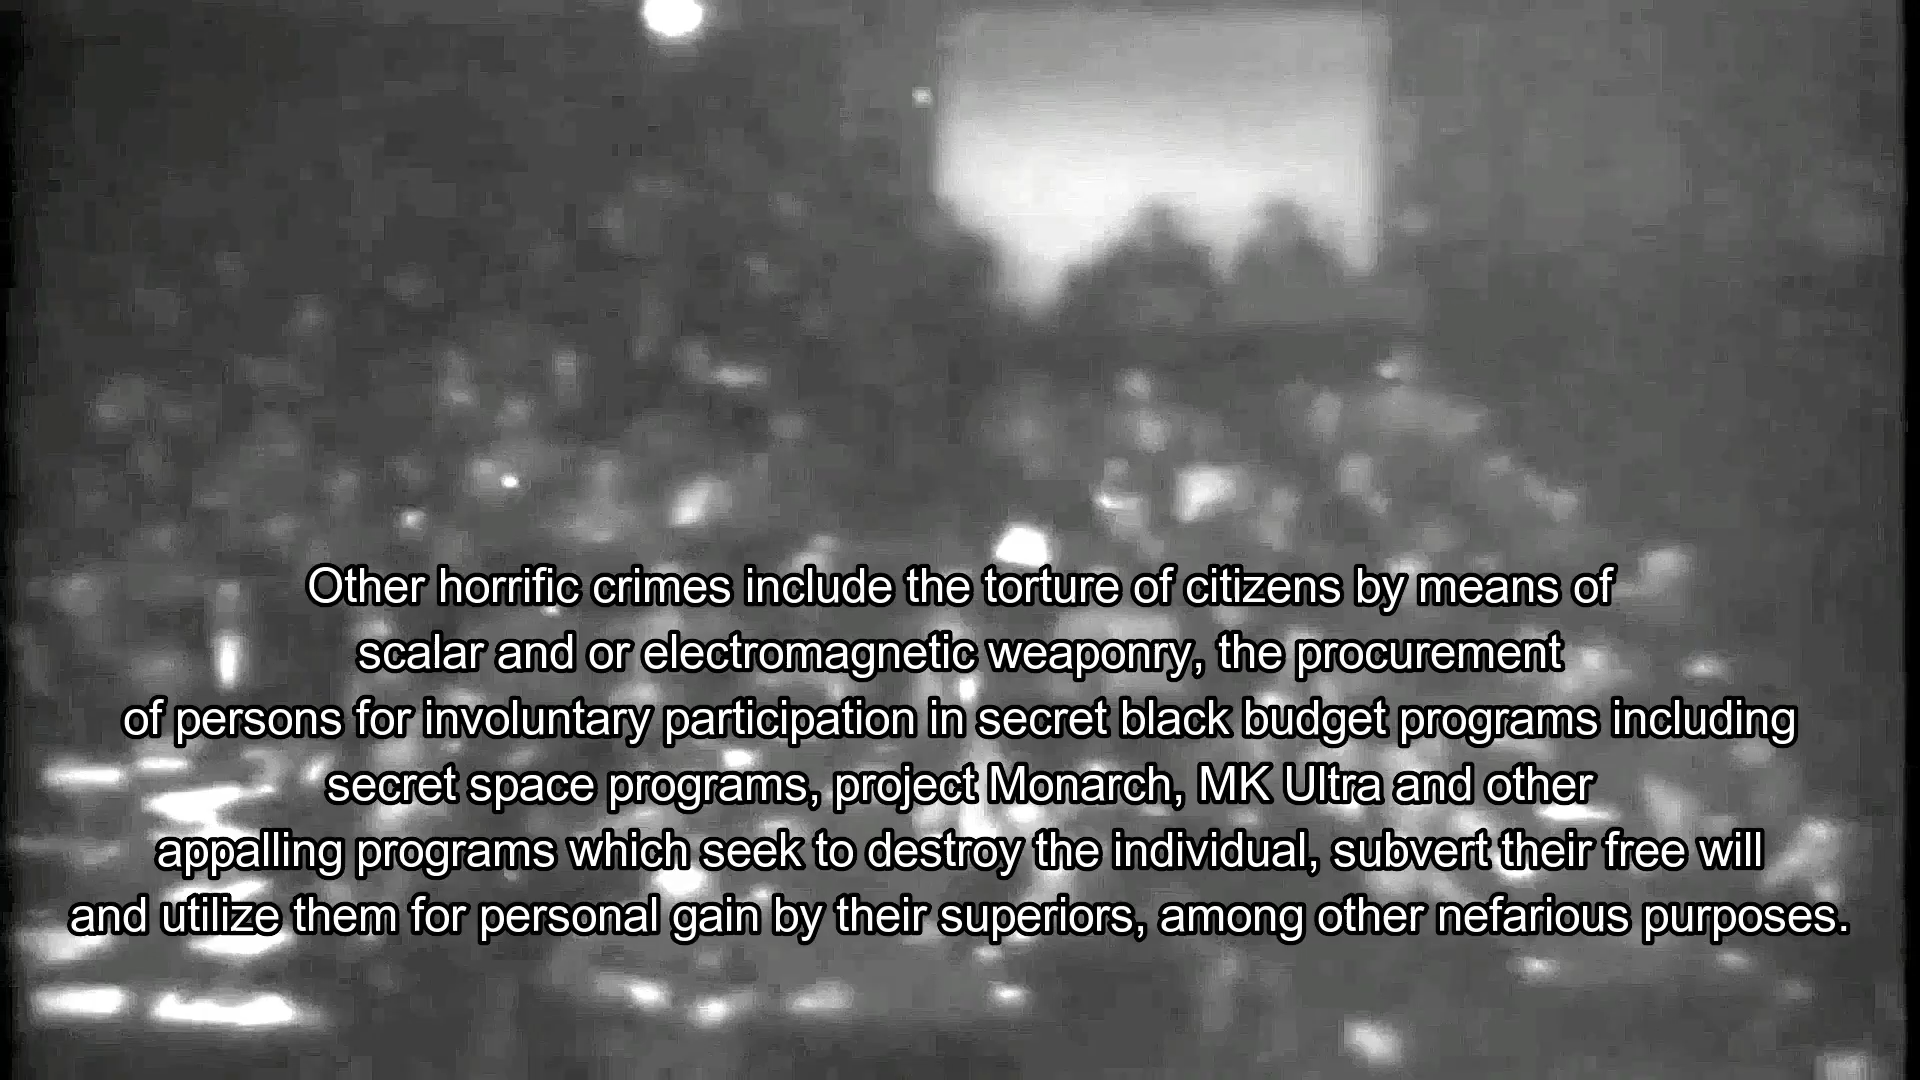 Other horrific crimes include the torture of citizens by means of
scalar and or electromagnetic weaponry, the procurement
of persons for involuntary participation in secret black budget programs including
secret space programs, project Monarch, MK Ultra and other
appalling programs which seek to destroy the individual, subvert their free will
and utilize them for personal gain by their superiors, among other nefarious purposes.